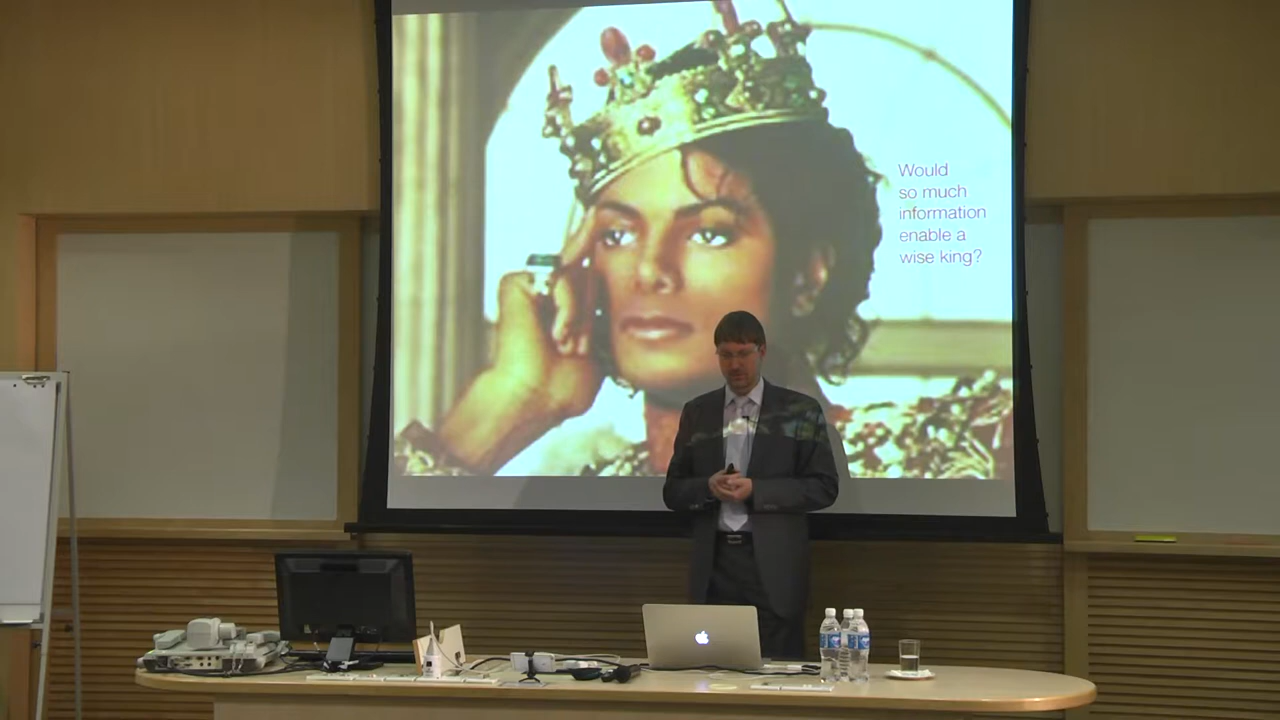 Would
so much
information
enable a
wise king?